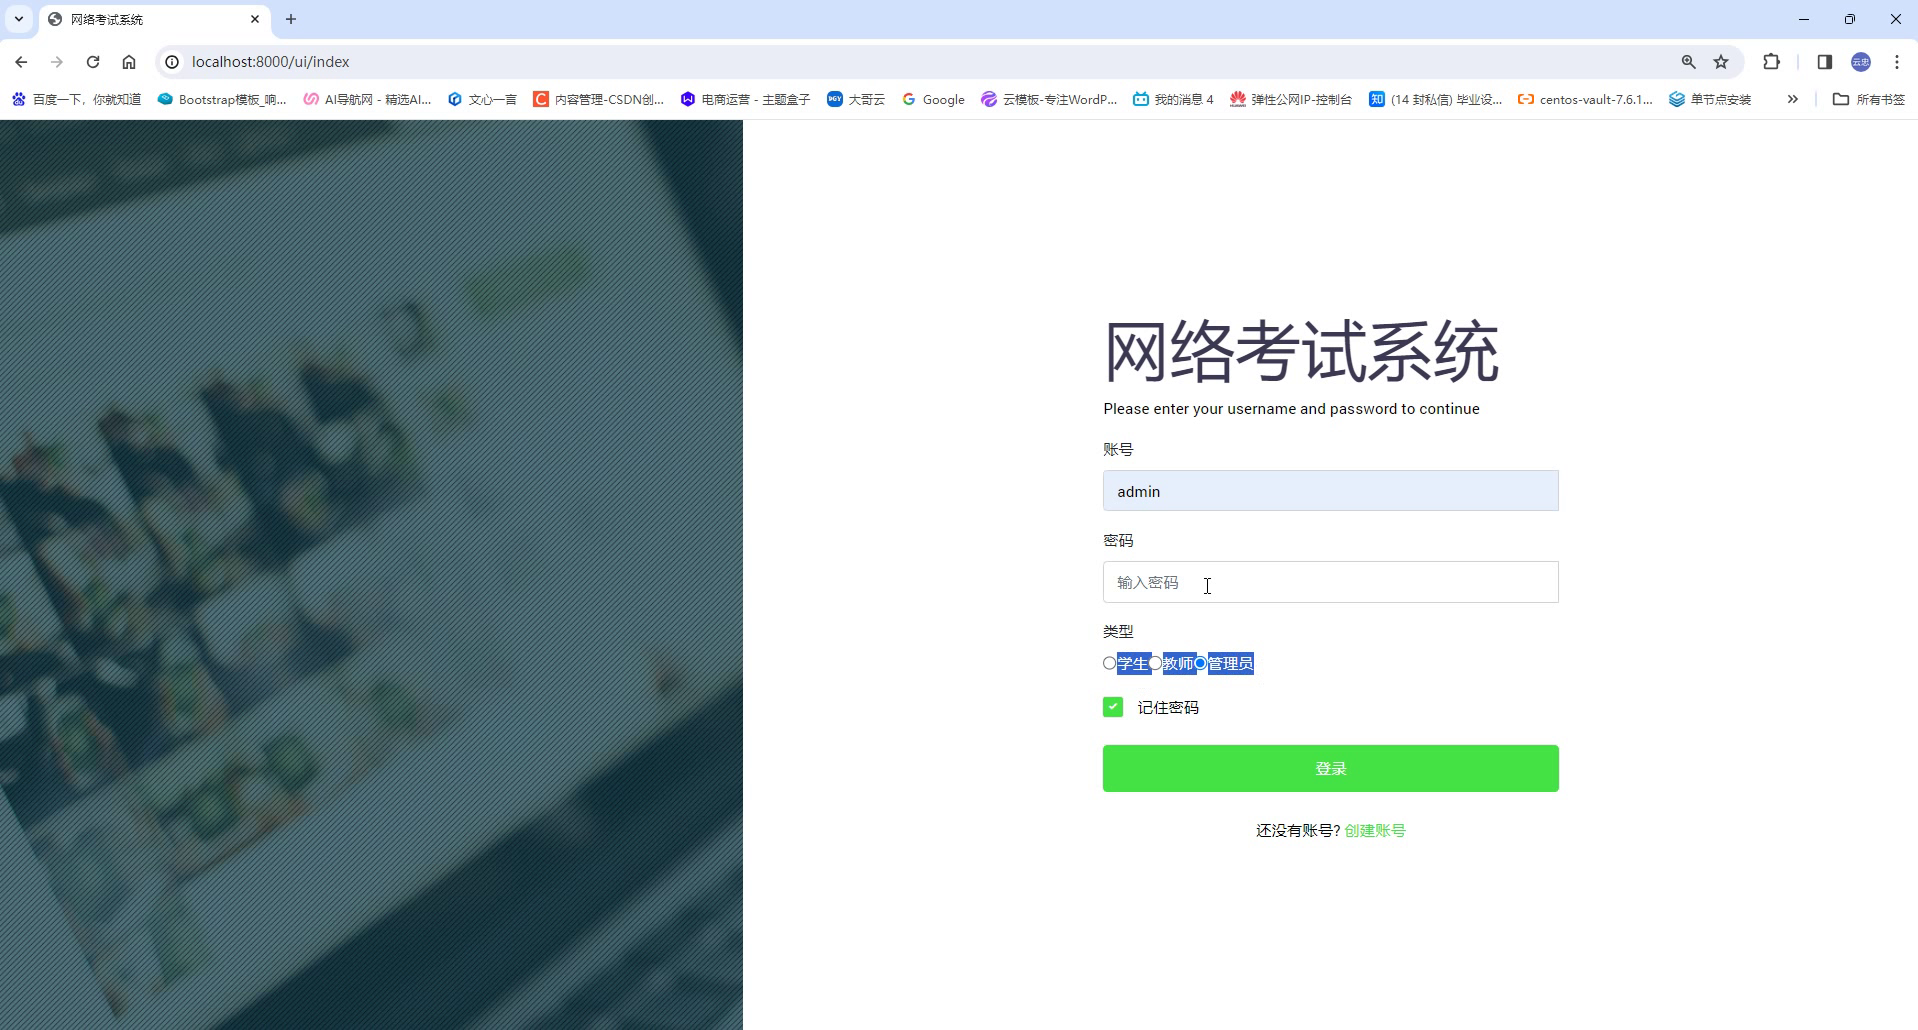 网络考试系统
localhost:8000/ui/index
云忠
百度一下，你就知道
Bootstrap模板_响...
AI导航网 - 精选AI...
文心一言
内容管理-CSDN创...
电商运营 - 主题盒子
大哥云
Google
云模板-专注WordP...
我的消息 4
弹性公网IP-控制台
知 (14 封私信) 毕业设...
centos-vault-7.6.1...
单节点安装
所有书签
网络考试系统
Please enter your username and password to continue
账号
admin
密码
输入密码
类型
学生 教师 管理员
记住密码
登录
还没有账号? 创建账号